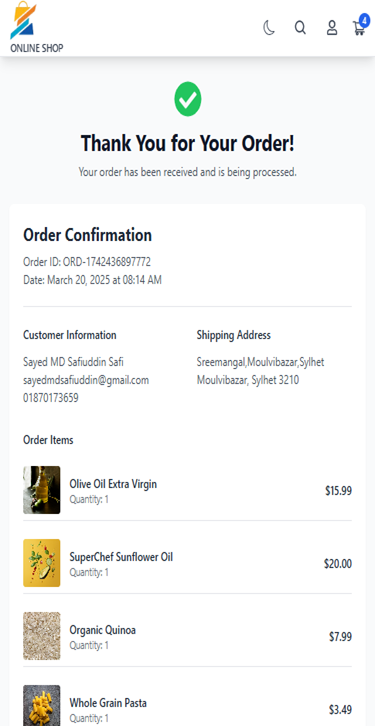 4
ONLINE SHOP
Thank You for Your Order!
Your order has been received and is being processed.
Order Confirmation
Order ID: ORD-1742436897772
Date: March 20, 2025 at 08:14 AM
Customer Information
Sayed MD Safiuddin Safi
sayedmdsafiuddin@gmail.com
01870173659
Shipping Address
Sreemangal,Moulvibazar,Sylhet
Moulvibazar, Sylhet 3210
Order Items
Olive Oil Extra Virgin
Quantity: 1
$15.99
SuperChef Sunflower Oil
Quantity: 1
$20.00
Organic Quinoa
Quantity: 1
$7.99
Whole Grain Pasta
Quantity: 1
$3.49